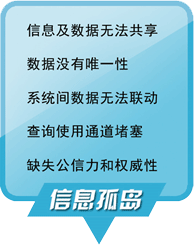 信息及数据无法共享
数据没有唯一性
系统间数据无法联动
查询使用通道堵塞
缺失公信力和权威性
信息孤岛